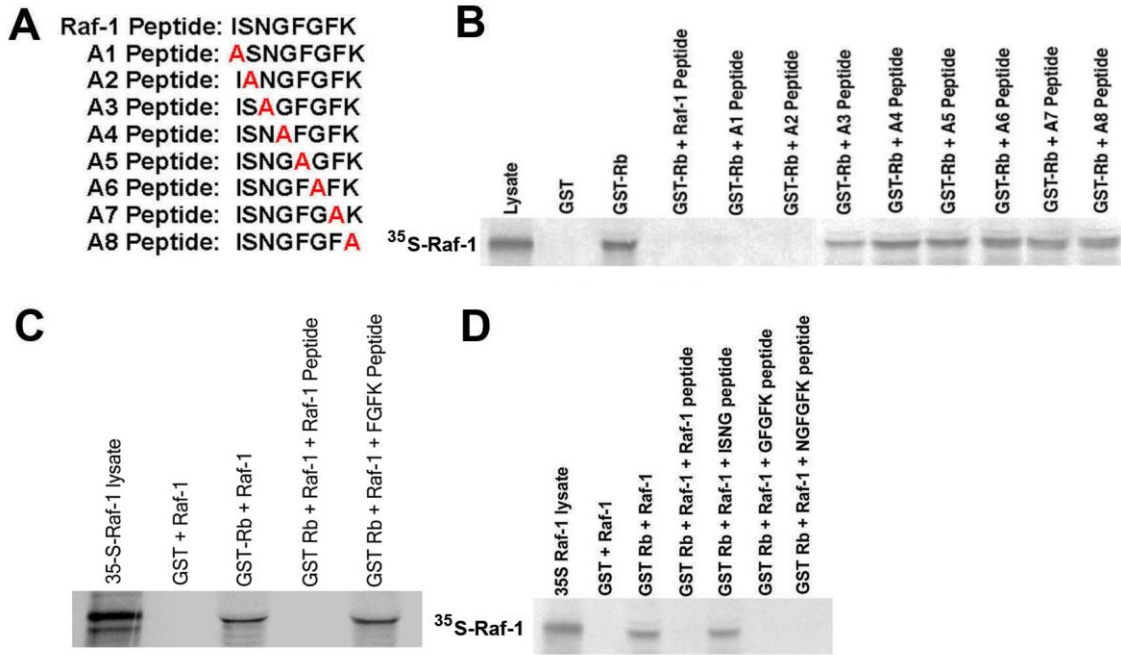 A
Raf-1 Peptide: ISNGFGFK
A1 Peptide: ASNGFGFK
A2 Peptide: IANGFGFK
A3 Peptide: ISAGFGFK
A4 Peptide: ISNAFGFK
A5 Peptide: ISNGAGFK
A6 Peptide: ISNGFAFK
A7 Peptide: ISNGFGAK
A8 Peptide: ISNGFGFA
B
Lysate
GST
GST-Rb
GST-Rb + Raf-1 Peptide
GST-Rb + A1 Peptide
GST-Rb + A2 Peptide
GST-Rb + A3 Peptide
GST-Rb + A4 Peptide
GST-Rb + A5 Peptide
GST-Rb + A6 Peptide
GST-Rb + A7 Peptide
GST-Rb + A8 Peptide
35S-Raf-1
C
35-S-Raf-1 lysate
GST + Raf-1
GST-Rb + Raf-1
GST Rb + Raf-1 + Raf-1 Peptide
GST Rb + Raf-1 + FGFK Peptide
35S-Raf-1
D
35S Raf-1 lysate
GST + Raf-1
GST Rb + Raf-1
GST Rb + Raf-1 + Raf-1 peptide
GST Rb + Raf-1 + ISNG peptide
GST Rb + Raf-1 + GFGFK peptide
GST Rb + Raf-1 + NGFGFK peptide